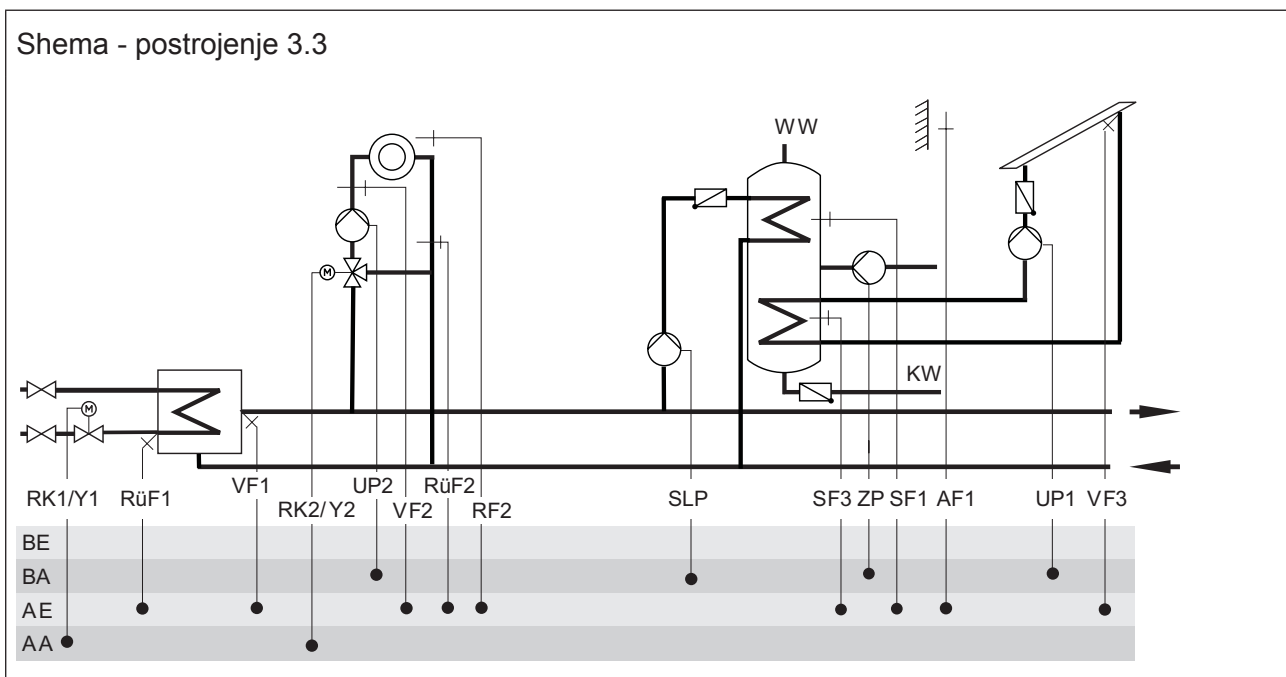 Shema - postrojenje 3.3
WW
M
KW
M
RK1/Y1 RüF1 VF1 RK2/Y2 UP2 VF2 RüF2 RF2 SLP SF3 ZP SF1 AF1 UP1 VF3
BE
BA
AE
AA